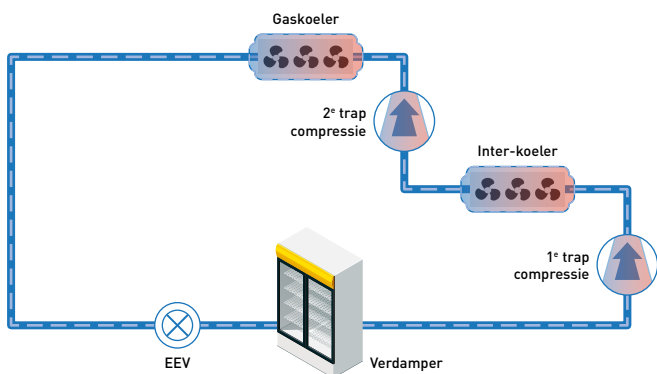 Gaskoeler
2ᵉ trap
compressie
Inter-koeler
1ᵉ trap
compressie
EEV
Verdamper